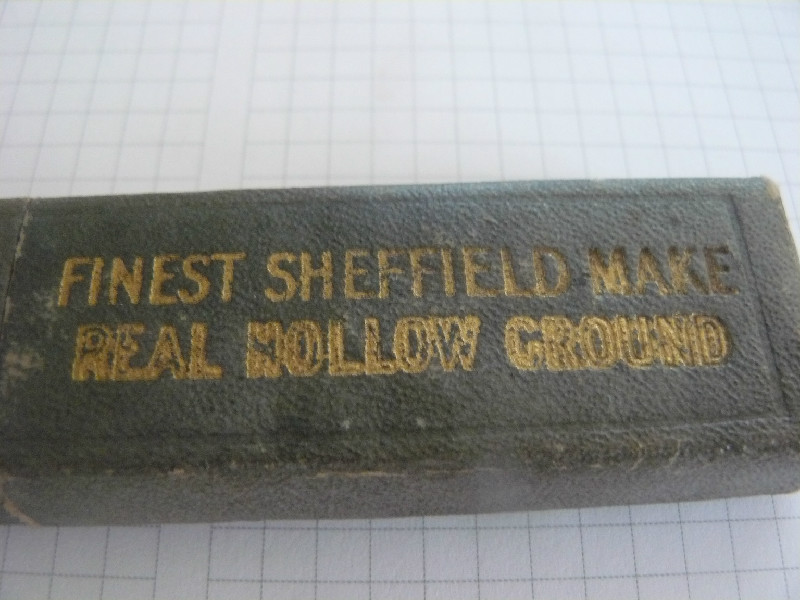 FINEST SHEFFIELD MAKE
REAL HOLLOW GROUND